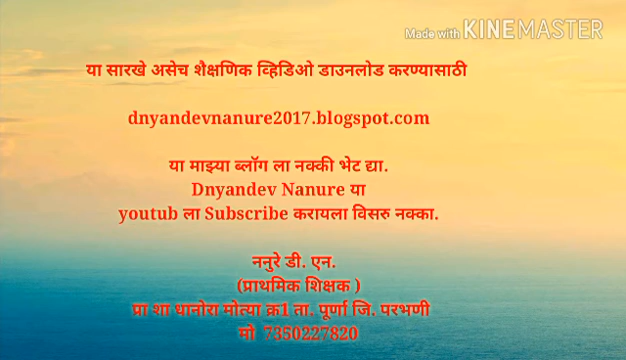 Made with KINEMASTER
या सारखे असेच शैक्षणिक व्हिडिओ डाउनलोड करण्यासाठी
dnyandevnanure2017.blogspot.com
या माझ्या ब्लॉग ला नक्की भेट द्या.
Dnyandev Nanure या
youtub ला Subscribe करायला विसरु नक्का.
ननुरे डी. एन.
(प्राथमिक शिक्षक )
प्रा शा धानोरा मोत्या क्र1 ता. पूर्णा जि. परभणी
मो 7350227820